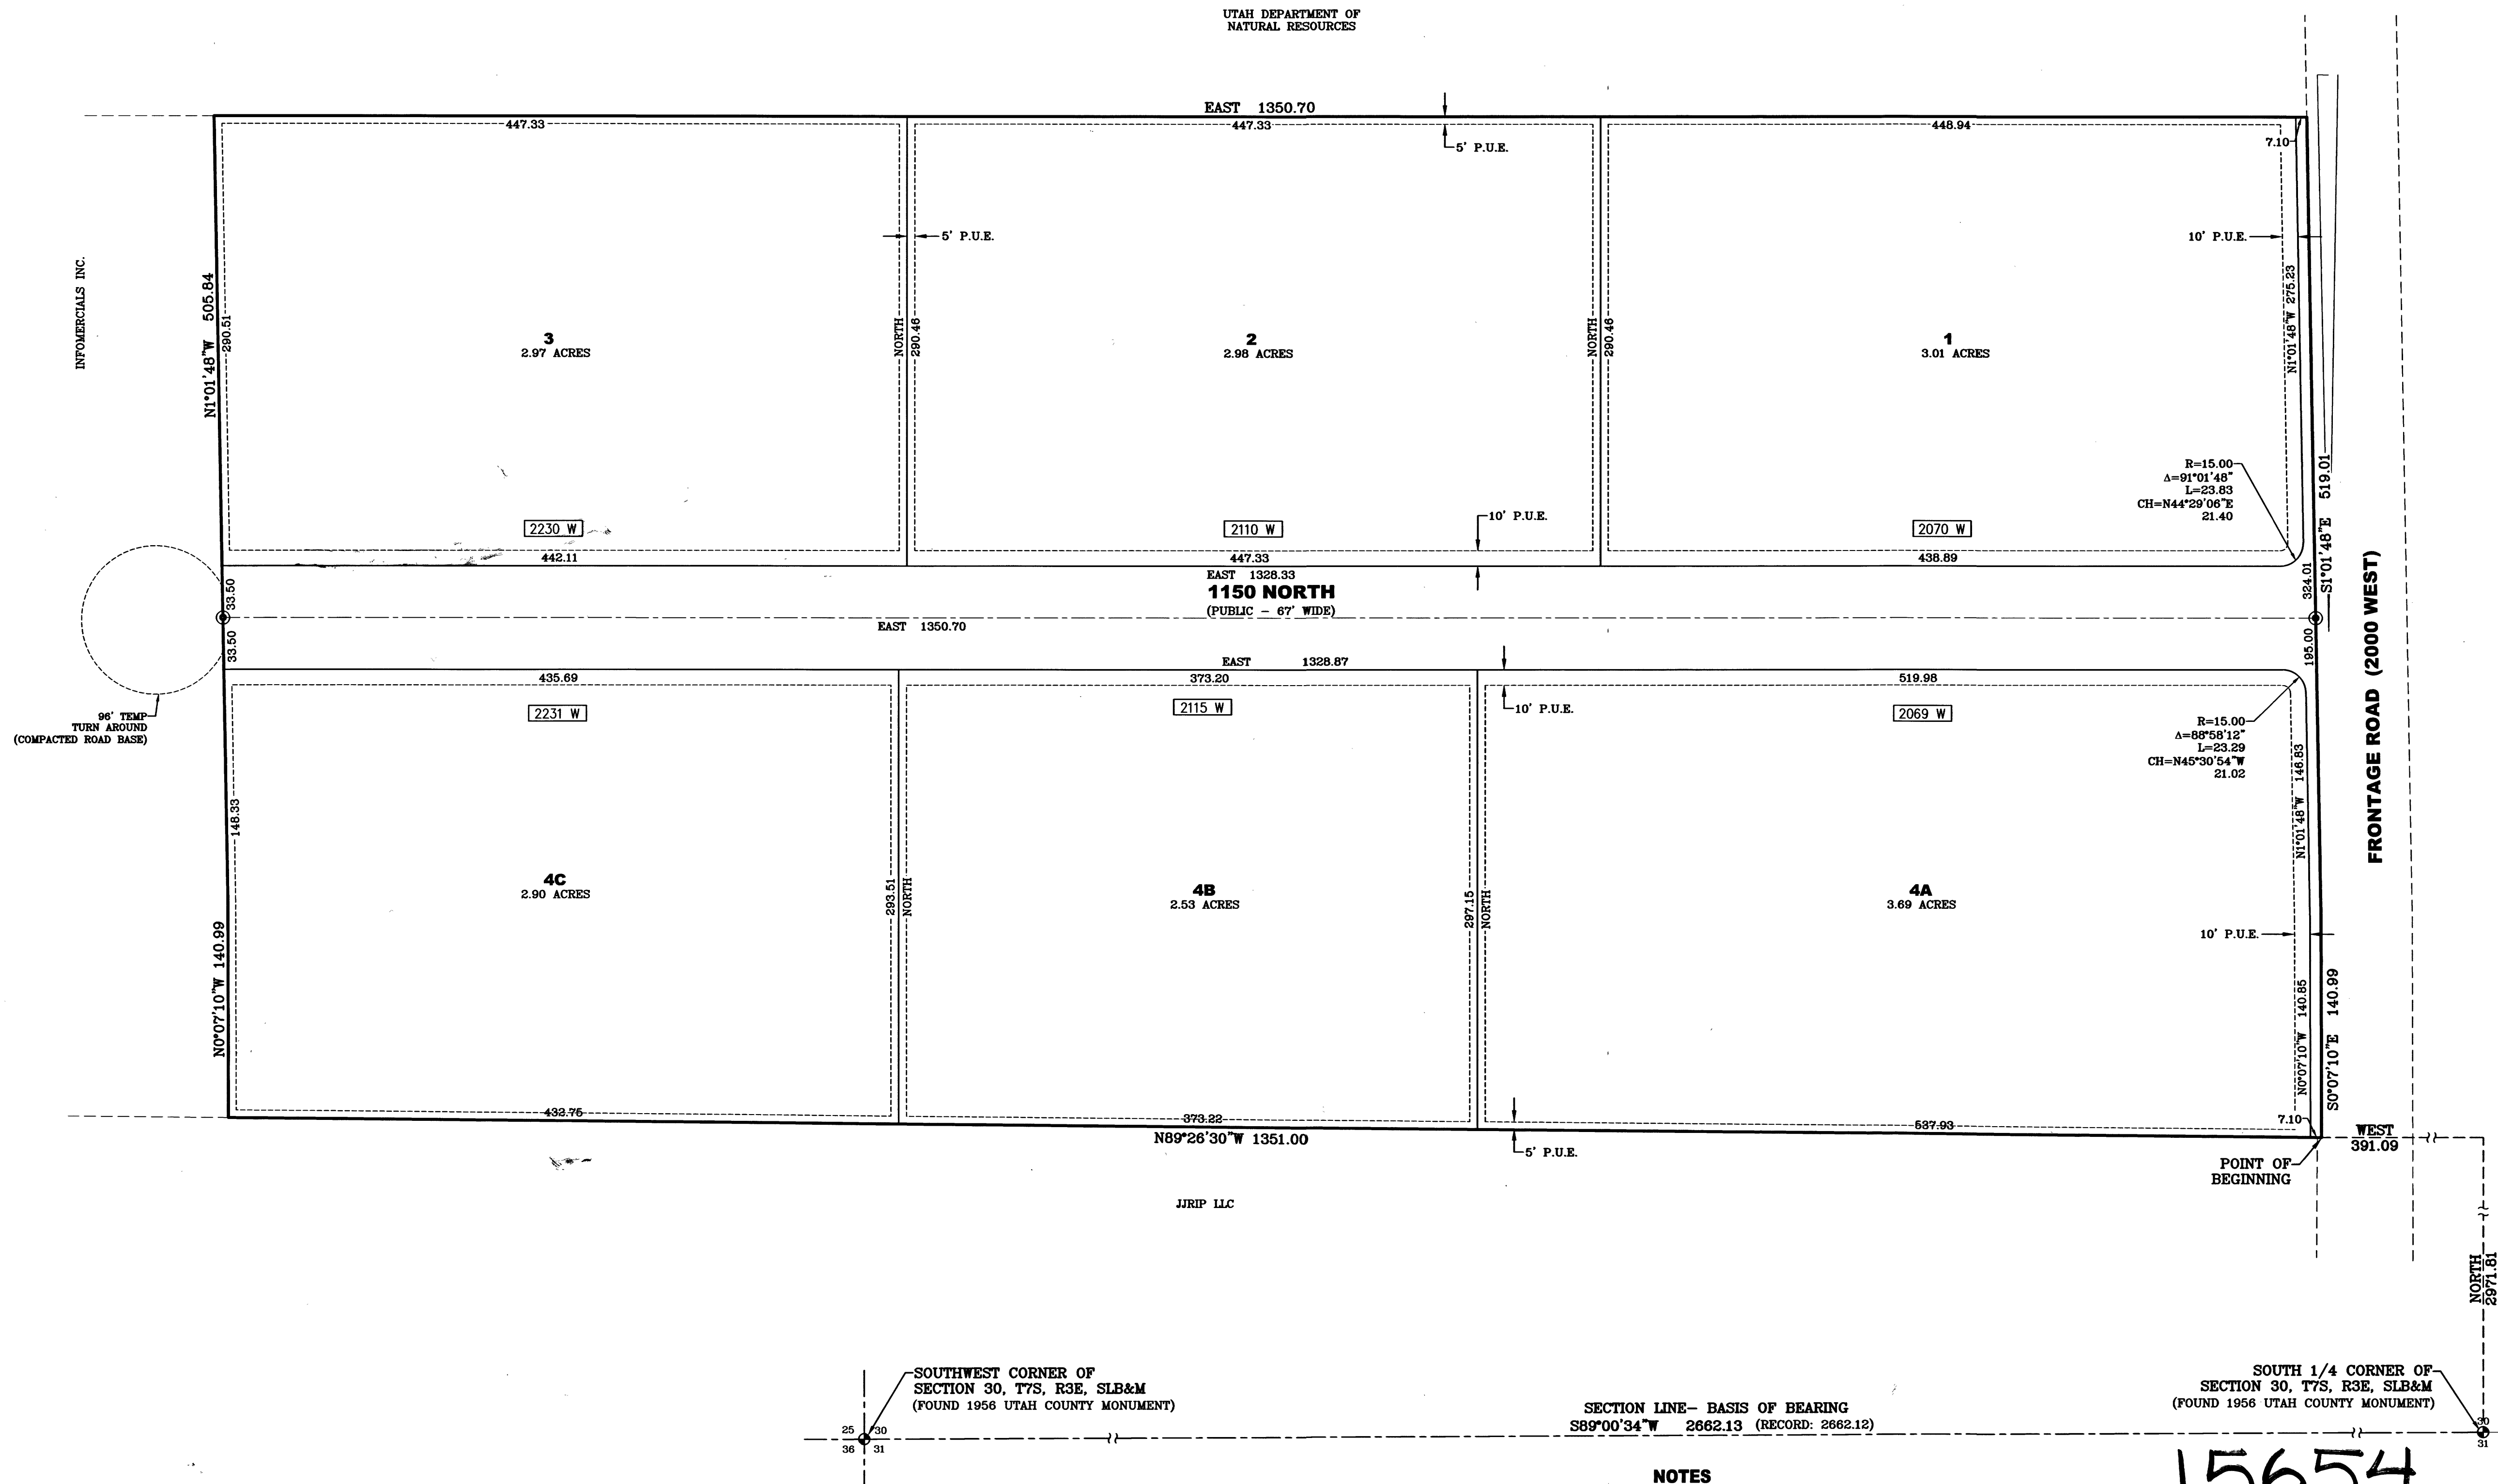 UTAH DEPARTMENT OF
NATURAL RESOURCES
EAST 1350.70
447.33
447.33
448.94
5' P.U.E.
7.10
5' P.U.E.
10' P.U.E.
INFOMERCIALS INC.
N1°01'48"W 505.84
290.51
NORTH
290.46
NORTH
290.46
N1°01'48"W 275.23
3
2.97 ACRES
2
2.98 ACRES
1
3.01 ACRES
R=15.00
Δ=91°01'48"
L=23.83
CH=N44°29'06"E
21.40
S1°01'48"E 519.01
2230 W
2110 W
10' P.U.E.
2070 W
442.11
447.33
438.89
EAST 1328.33
1150 NORTH
(PUBLIC - 67' WIDE)
EAST 1350.70
33.50
33.50
324.01
195.00
FRONTAGE ROAD (2000 WEST)
EAST 1328.87
435.69
373.20
519.98
96' TEMP
TURN AROUND
(COMPACTED ROAD BASE)
2231 W
2115 W
10' P.U.E.
2069 W
R=15.00
Δ=88°58'12"
L=23.29
CH=N45°30'54"W
21.02
148.33
N1°01'48"W 146.83
4C
2.90 ACRES
293.51
NORTH
4B
2.53 ACRES
297.15
NORTH
4A
3.69 ACRES
10' P.U.E.
N0°07'10"W 140.99
N0°07'10"W 140.85
S0°07'10"E 140.99
432.75
373.22
537.93
7.10
N89°26'30"W 1351.00
5' P.U.E.
WEST
391.09
POINT OF
BEGINNING
JJRIP LLC
NORTH
2971.81
SOUTHWEST CORNER OF
SECTION 30, T7S, R3E, SLB&M
(FOUND 1956 UTAH COUNTY MONUMENT)
25 30
36 31
SECTION LINE- BASIS OF BEARING
S89°00'34"W 2662.13 (RECORD: 2662.12)
SOUTH 1/4 CORNER OF
SECTION 30, T7S, R3E, SLB&M
(FOUND 1956 UTAH COUNTY MONUMENT)
30
31
NOTES
15654